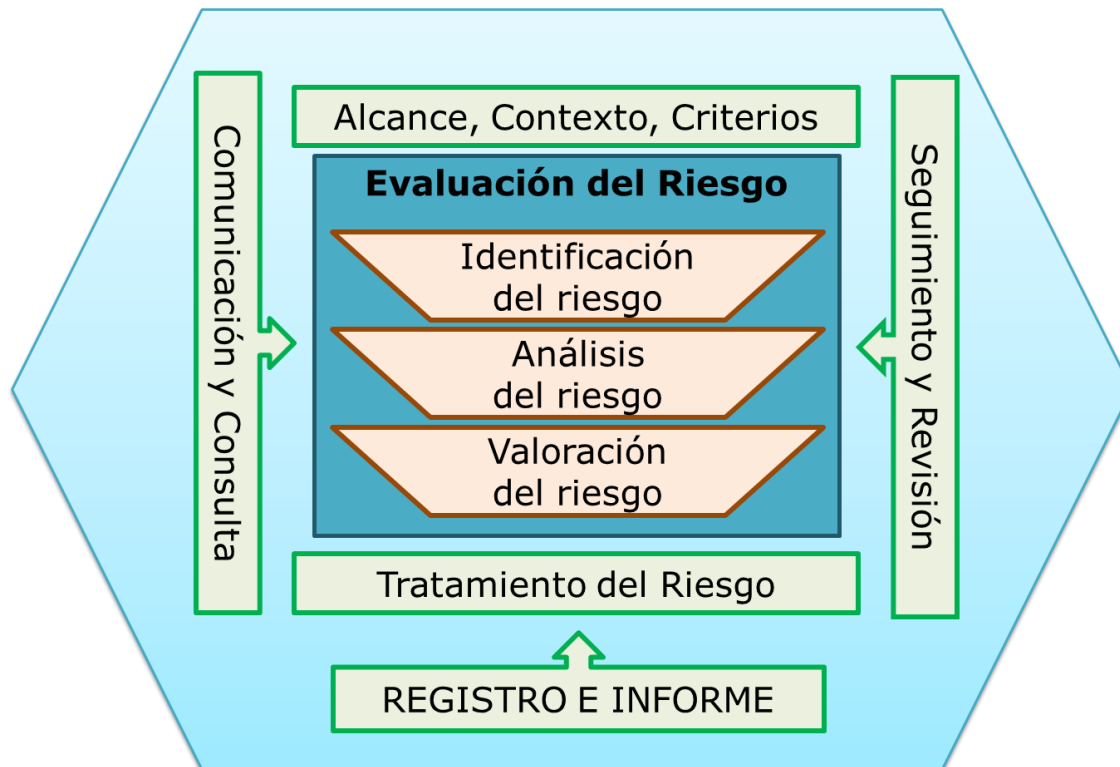 Alcance, Contexto, Criterios
Comunicación y Consulta
Evaluación del Riesgo
Identificación
del riesgo
Análisis
del riesgo
Valoración
del riesgo
Seguimiento y Revisión
Tratamiento del Riesgo
REGISTRO E INFORME